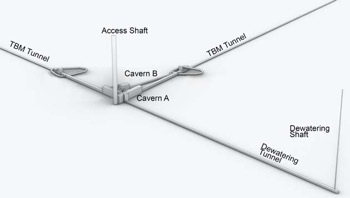 Access Shaft
TBM Tunnel
TBM Tunnel
Cavern B
Cavern A
Dewatering
Shaft
Dewatering
Tunnel